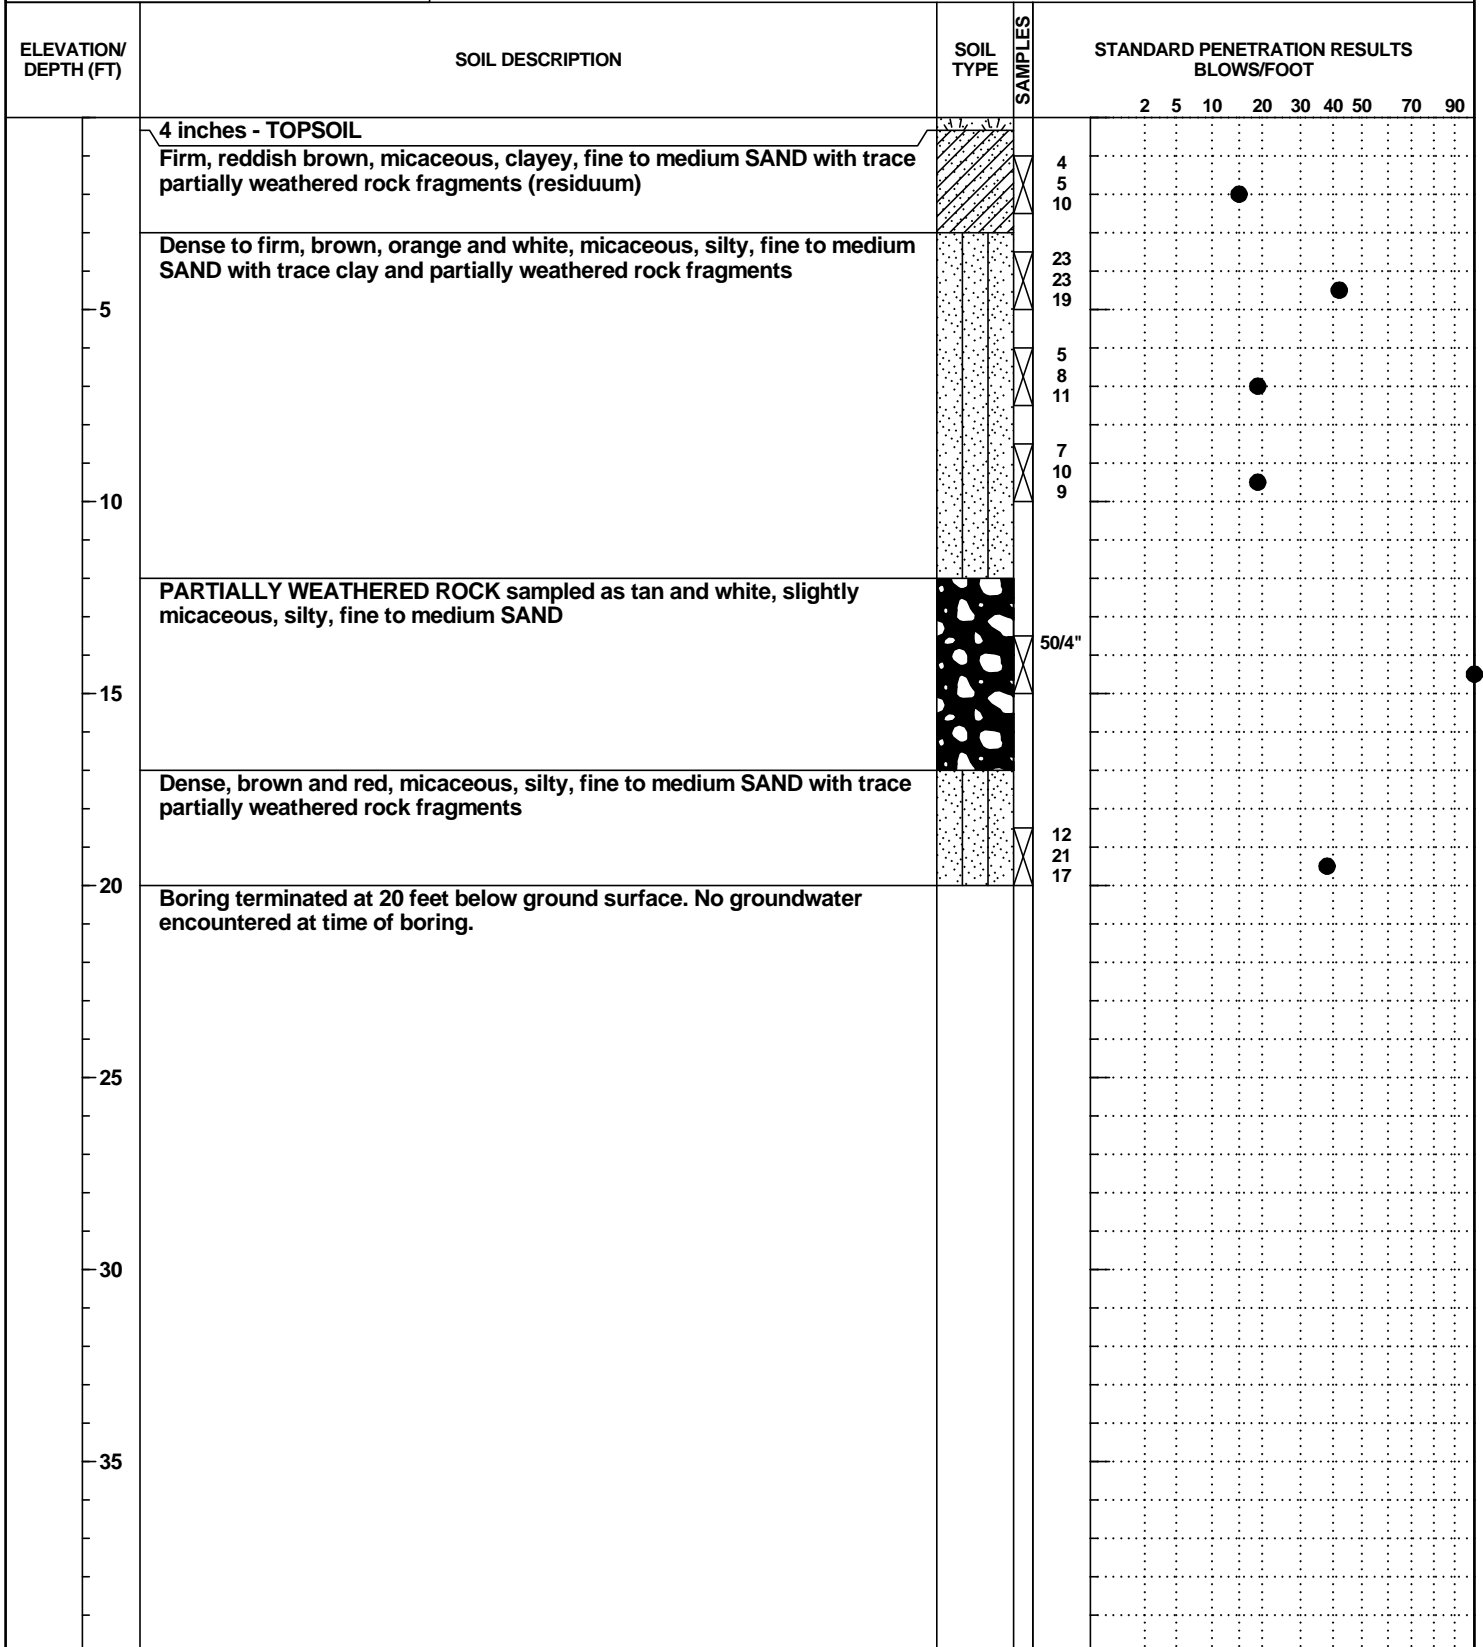 ELEVATION/
DEPTH (FT)
SOIL DESCRIPTION
SOIL
TYPE
SAMPLES
STANDARD PENETRATION RESULTS
BLOWS/FOOT
2 5 10 20 30 40 50 70 90
4 inches - TOPSOIL
Firm, reddish brown, micaceous, clayey, fine to medium SAND with trace
partially weathered rock fragments (residuum)
4
5
10
Dense to firm, brown, orange and white, micaceous, silty, fine to medium
SAND with trace clay and partially weathered rock fragments
23
23
19
5
5
8
11
7
10
9
10
PARTIALLY WEATHERED ROCK sampled as tan and white, slightly
micaceous, silty, fine to medium SAND
50/4"
15
Dense, brown and red, micaceous, silty, fine to medium SAND with trace
partially weathered rock fragments
12
21
17
20
Boring terminated at 20 feet below ground surface. No groundwater
encountered at time of boring.
25
30
35